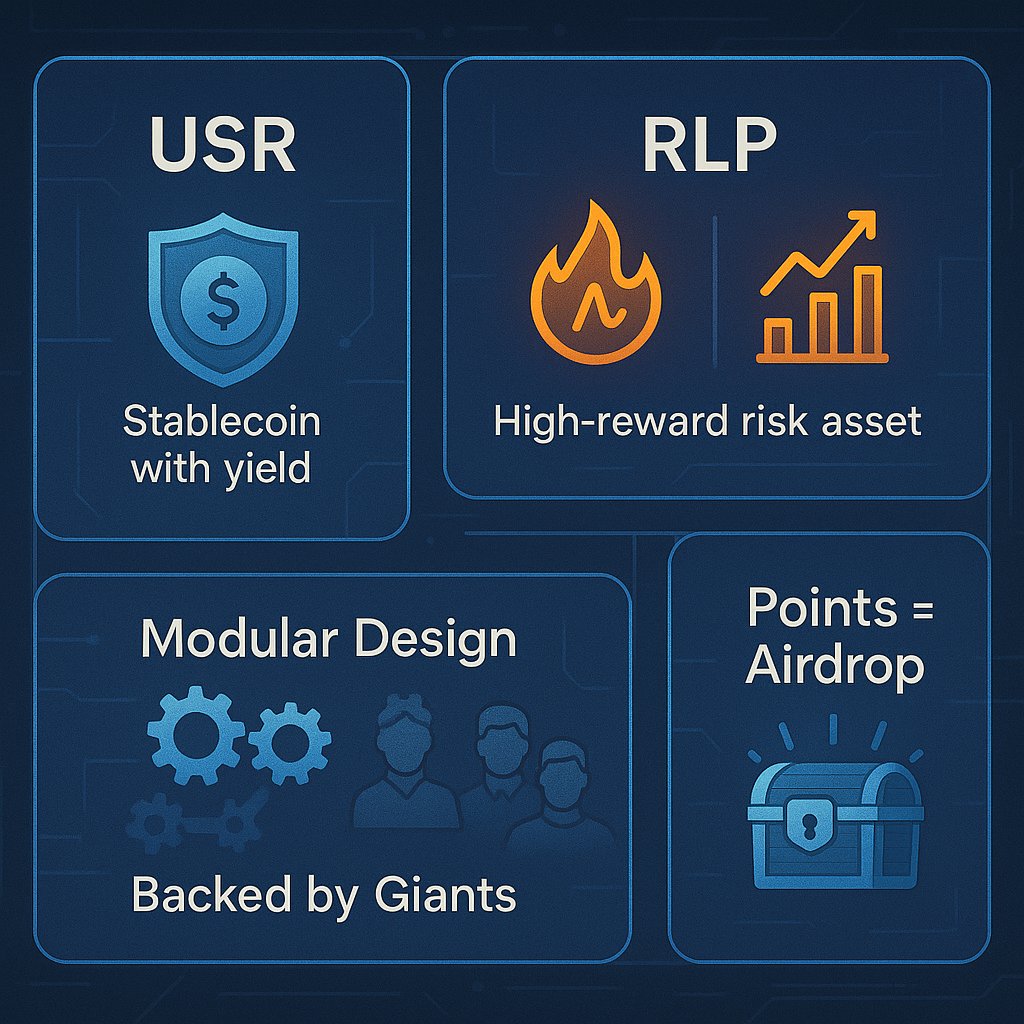 USR
$
Stablecoin
with yield
RLP
High-reward risk asset
Modular Design
Backed by Giants
Points =
Airdrop